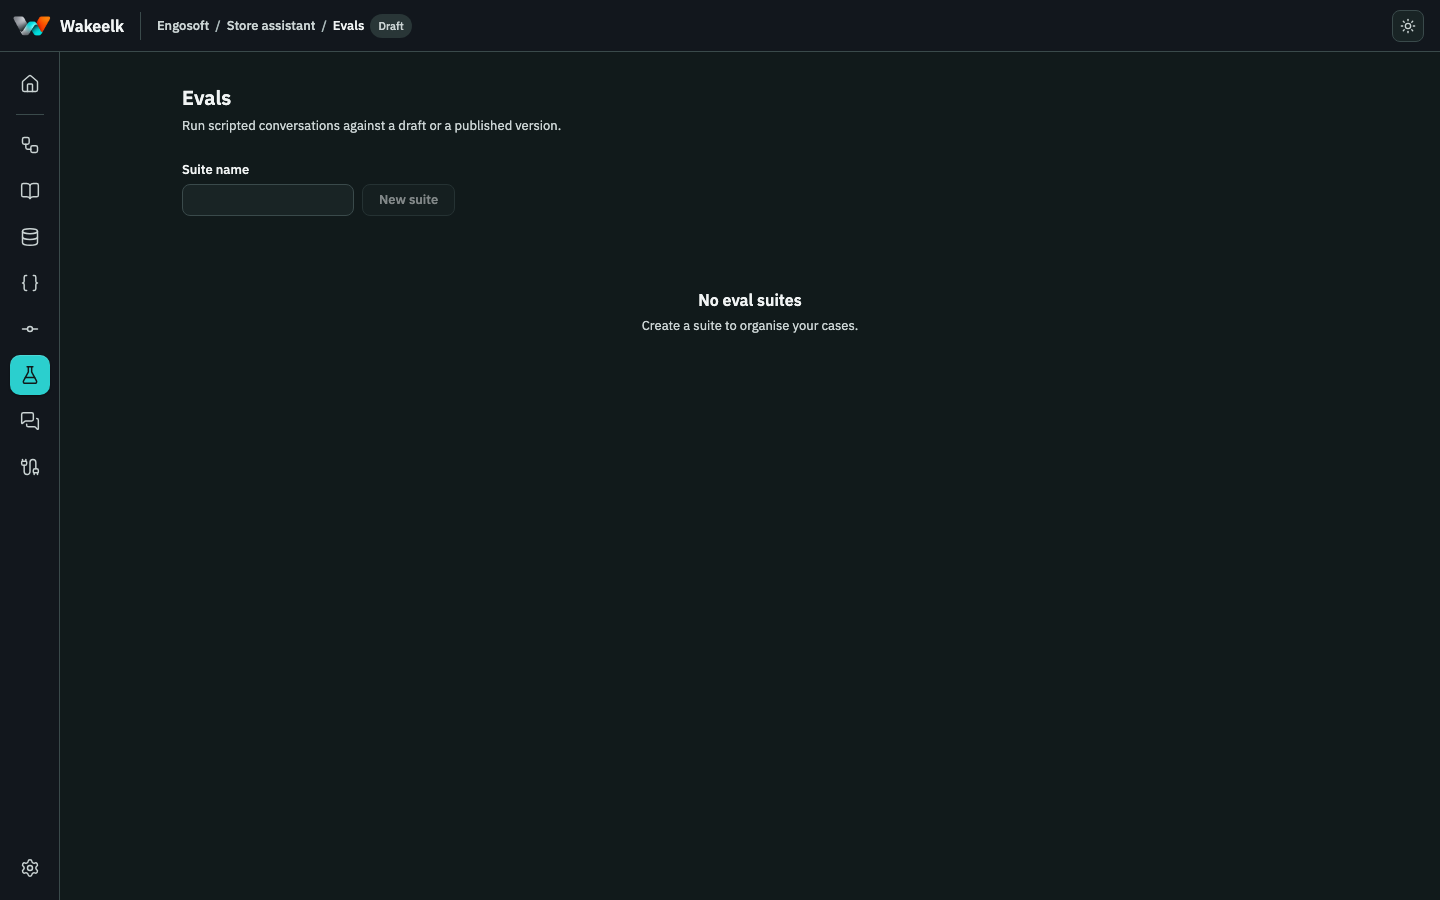 Wakeelk
Engosoft / Store assistant / Evals Draft
Evals
Run scripted conversations against a draft or a published version.
Suite name
New suite
No eval suites
Create a suite to organise your cases.